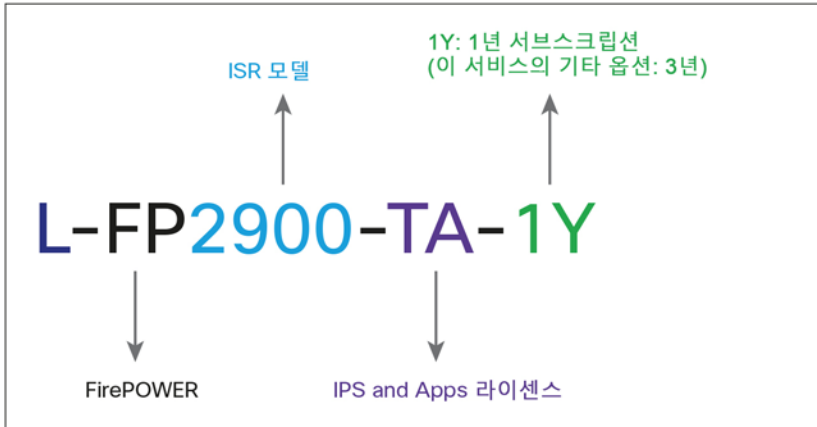 1Y: 1년 서브스크립션
ISR 모델
(이 서비스의 기타 옵션: 3년)
L-FP2900-TA-1Y
FirePOWER
IPS and Apps 라이센스